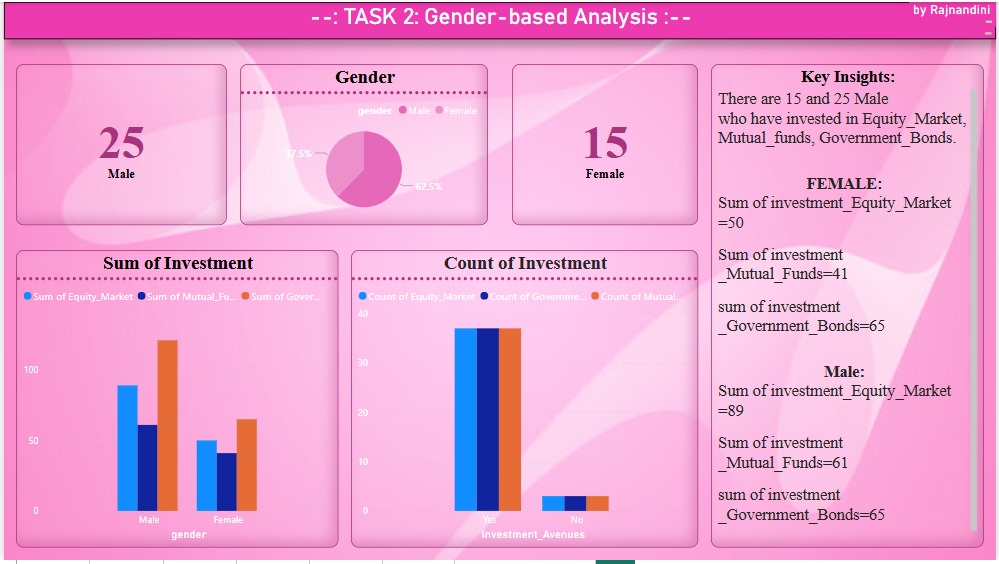 --: TASK 2: Gender-based Analysis :--
by Rajnandini
25
Male
Gender
gender Male Female
37.5%
62.5%
15
Female
Key Insights:
There are 15 and 25 Male
who have invested in Equity_Market,
Mutual_funds, Government_Bonds.
FEMALE:
Sum of investment_Equity_Market
=50
Sum of investment
_Mutual_Funds=41
sum of investment
_Government_Bonds=65
Male:
Sum of investment_Equity_Market
=89
Sum of investment
_Mutual_Funds=61
sum of investment
_Government_Bonds=65
Sum of Investment
Sum of Equity_Market Sum of Mutual_Fu... Sum of Gover...
100
50
0
Male Female
gender
Count of Investment
Count of Equity_Market Count of Governme... Count of Mutual...
40
30
20
10
0
Yes No
Investment_Avenues